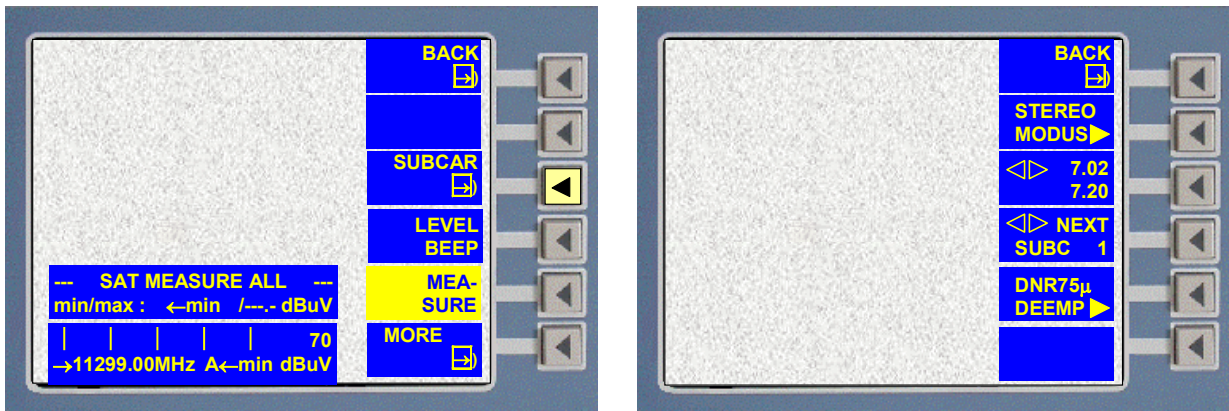 BACK
SUBCAR
LEVEL
BEEP
--- SAT MEASURE ALL ---
min/max : ←min /---.- dBuV
MEA-
SURE
70
→11299.00MHz A←min dBuV
MORE
BACK
STEREO
MODUS▶
◁▷ 7.02
7.20
◁▷ NEXT
SUBC 1
DNR75µ
DEEMP▶